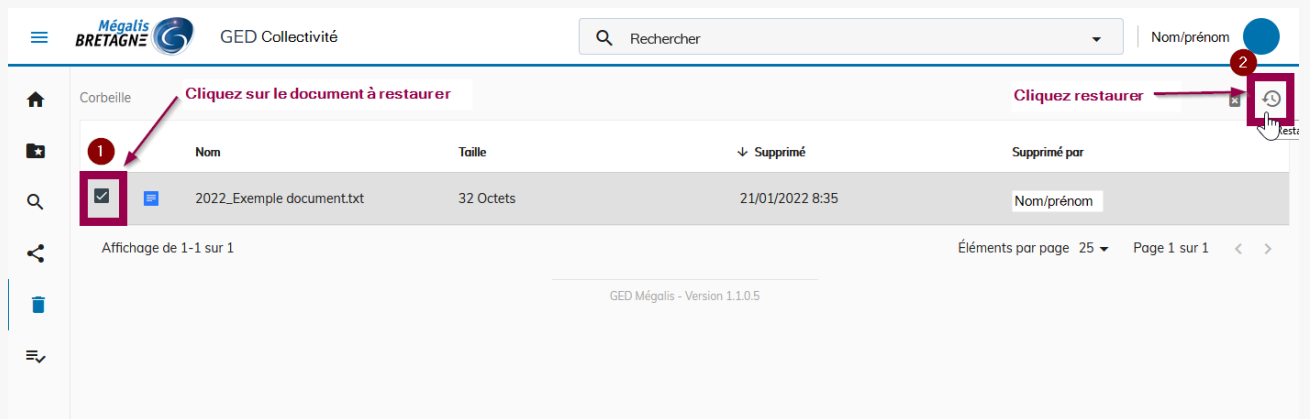 Mégalis
BRETAGNE
GED Collectivité
Rechercher
Nom/prénom
2
Corbeille
Cliquez sur le document à restaurer
Cliquez restaurer
1
Nom Taille Supprimé Supprimé par
2022_Exemple document.txt 32 Octets 21/01/2022 8:35 Nom/prénom
Affichage de 1-1 sur 1 Éléments par page 25 Page 1 sur 1
GED Mégalis - Version 1.1.0.5